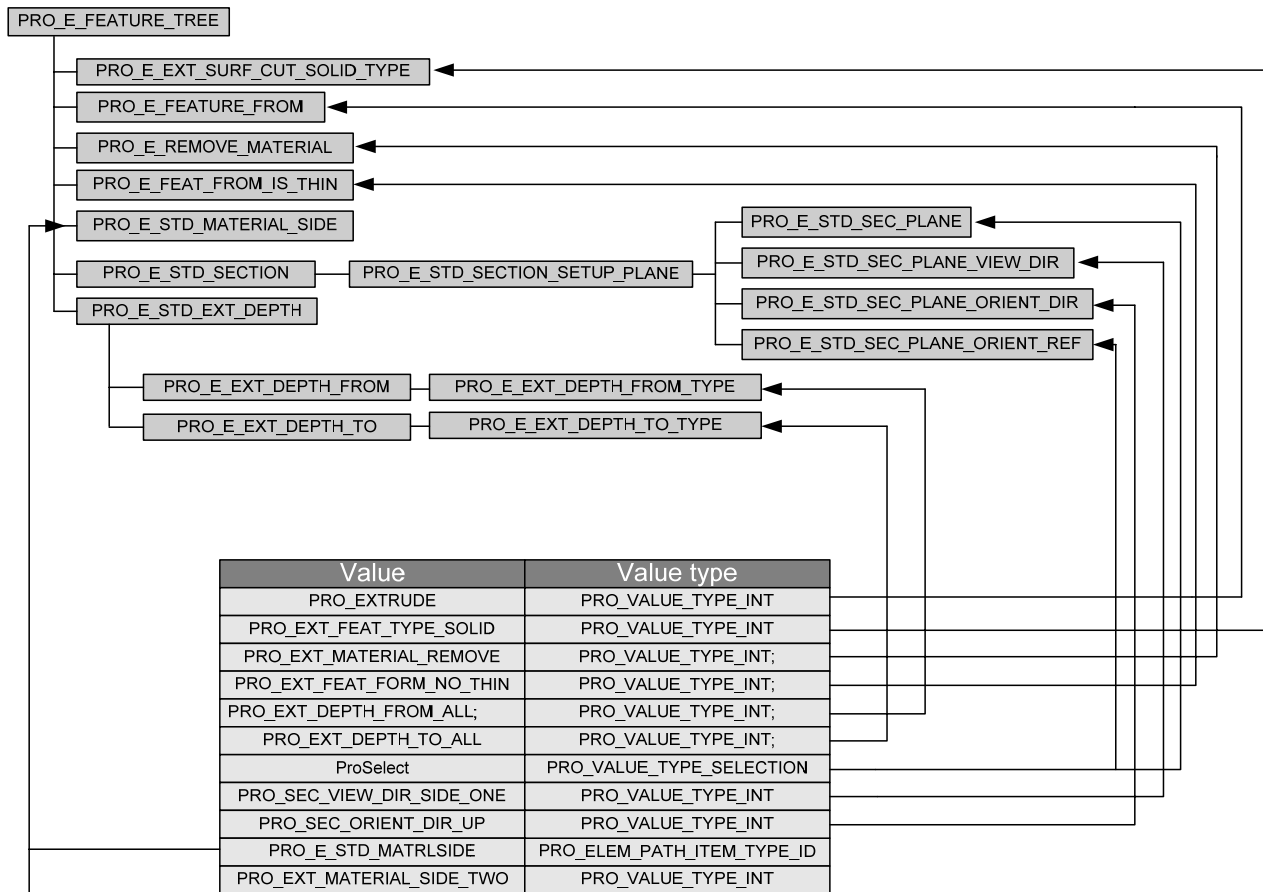 PRO_E_FEATURE_TREE
PRO_E_EXT_SURF_CUT_SOLID_TYPE
PRO_E_FEATURE_FROM
PRO_E_REMOVE_MATERIAL
PRO_E_FEAT_FROM_IS_THIN
PRO_E_STD_MATERIAL_SIDE
PRO_E_STD_SECTION
PRO_E_STD_SECTION_SETUP_PLANE
PRO_E_STD_SEC_PLANE
PRO_E_STD_SEC_PLANE_VIEW_DIR
PRO_E_STD_SEC_PLANE_ORIENT_DIR
PRO_E_STD_SEC_PLANE_ORIENT_REF
PRO_E_STD_EXT_DEPTH
PRO_E_EXT_DEPTH_FROM
PRO_E_EXT_DEPTH_FROM_TYPE
PRO_E_EXT_DEPTH_TO
PRO_E_EXT_DEPTH_TO_TYPE
Value Value type
PRO_EXTRUDE PRO_VALUE_TYPE_INT
PRO_EXT_FEAT_TYPE_SOLID PRO_VALUE_TYPE_INT
PRO_EXT_MATERIAL_REMOVE PRO_VALUE_TYPE_INT;
PRO_EXT_FEAT_FORM_NO_THIN PRO_VALUE_TYPE_INT;
PRO_EXT_DEPTH_FROM_ALL; PRO_VALUE_TYPE_INT;
PRO_EXT_DEPTH_TO_ALL PRO_VALUE_TYPE_INT;
ProSelect PRO_VALUE_TYPE_SELECTION
PRO_SEC_VIEW_DIR_SIDE_ONE PRO_VALUE_TYPE_INT
PRO_SEC_ORIENT_DIR_UP PRO_VALUE_TYPE_INT
PRO_E_STD_MATRLSIDE PRO_ELEM_PATH_ITEM_TYPE_ID
PRO_EXT_MATERIAL_SIDE_TWO PRO_VALUE_TYPE_INT